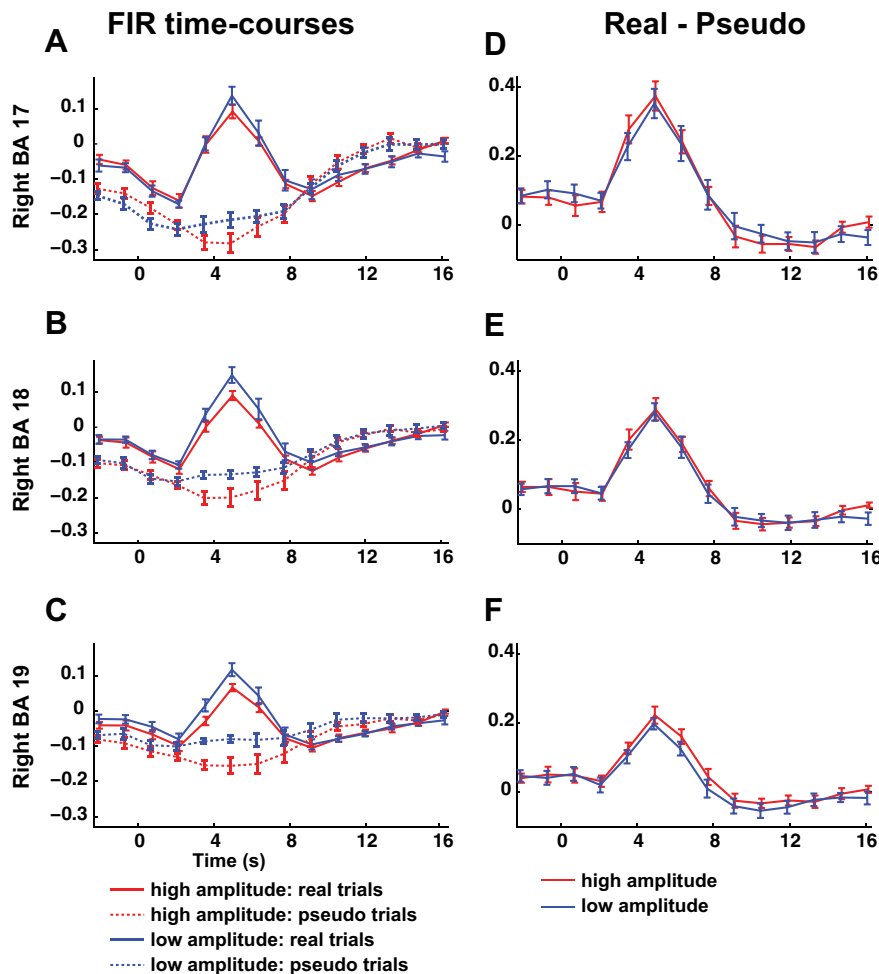 FIR time-courses
Real - Pseudo
A
Right BA 17
0.1
0
−0.1
−0.2
−0.3
0 4 8 12 16
D
0.4
0.2
0
0 4 8 12 16
B
Right BA 18
0.1
0
−0.1
−0.2
−0.3
0 4 8 12 16
E
0.4
0.2
0
0 4 8 12 16
C
Right BA 19
0.1
0
−0.1
−0.2
−0.3
0 4 8 12 16
Time (s)
F
0.4
0.2
0
0 4 8 12 16
high amplitude: real trials
high amplitude: pseudo trials
low amplitude: real trials
low amplitude: pseudo trials
high amplitude
low amplitude